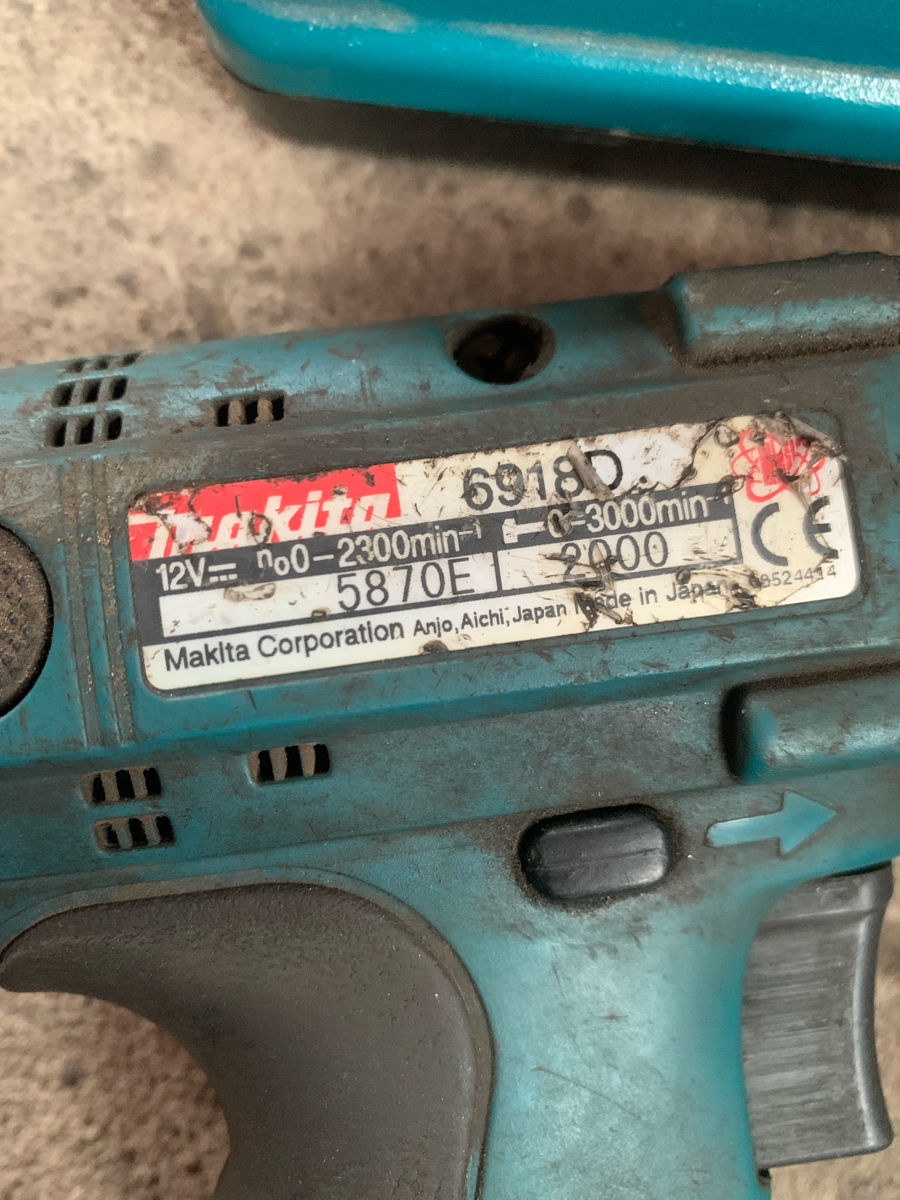 makita 6918D
12V⎓ n₀0-2300min⁻¹ 0-3000min⁻¹
5870E 2000
CE
Makita Corporation Anjo, Aichi, Japan Made in Japan